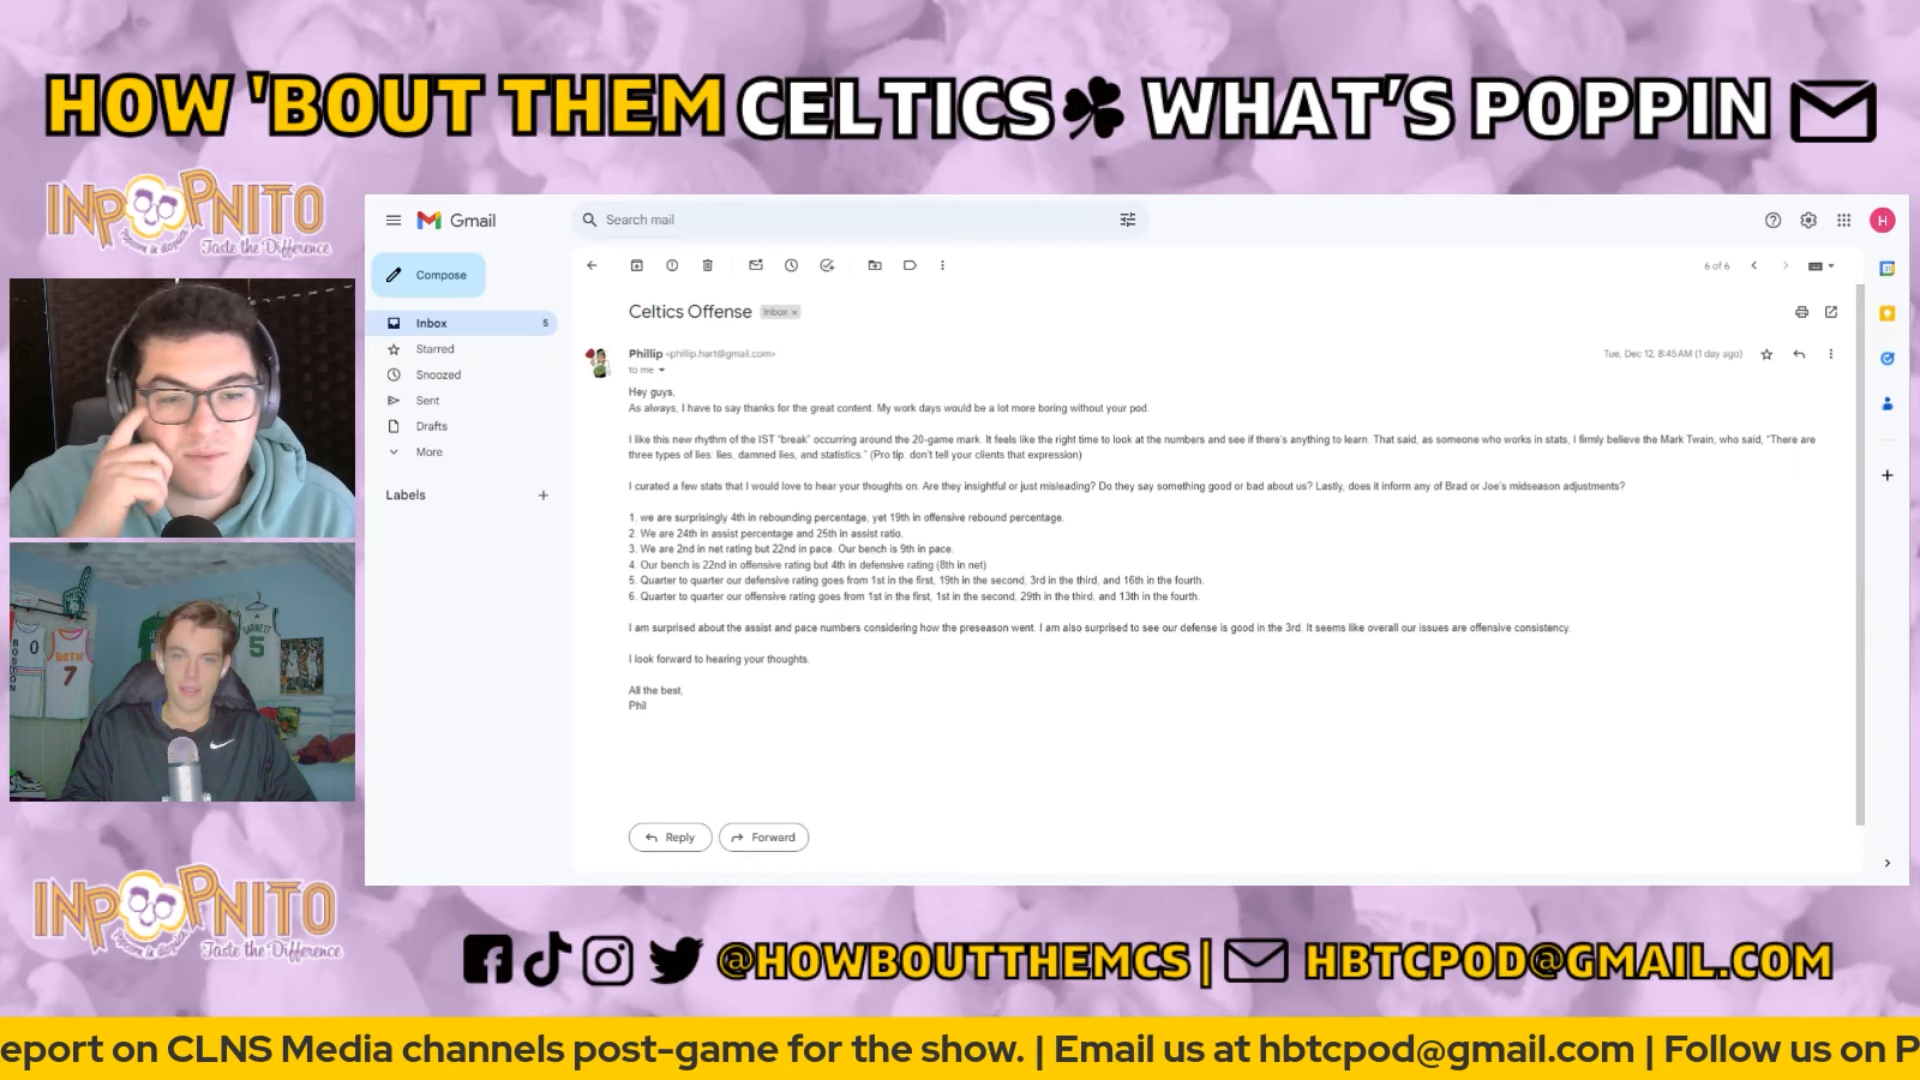 HOW 'BOUT THEM CELTICS WHAT'S POPPIN
INPOPNITO
Taste the Difference
Gmail
Search mail
H
Compose
6 of 6
Inbox 5
Starred
Snoozed
Sent
Drafts
More
Labels
Celtics Offense Inbox x
Phillip <phillip.hart@gmail.com>
Tue, Dec 12, 8:45 AM (1 day ago)
to me
Hey guys,
As always, I have to say thanks for the great content. My work days would be a lot more boring without your pod.
I like this new rhythm of the IST "break" occurring around the 20-game mark. It feels like the right time to look at the numbers and see if there's anything to learn. That said, as someone who works in stats, I firmly believe the Mark Twain, who said, "There are
three types of lies: lies, damned lies, and statistics." (Pro tip: don't tell your clients that expression)
I curated a few stats that I would love to hear your thoughts on. Are they insightful or just misleading? Do they say something good or bad about us? Lastly, does it inform any of Brad or Joe's midseason adjustments?
1. we are surprisingly 4th in rebounding percentage, yet 19th in offensive rebound percentage.
2. We are 24th in assist percentage and 25th in assist ratio.
3. We are 2nd in net rating but 22nd in pace. Our bench is 9th in pace.
4. Our bench is 22nd in offensive rating but 4th in defensive rating (8th in net)
5. Quarter to quarter our defensive rating goes from 1st in the first, 19th in the second, 3rd in the third, and 16th in the fourth.
6. Quarter to quarter our offensive rating goes from 1st in the first, 1st in the second, 29th in the third, and 13th in the fourth.
I am surprised about the assist and pace numbers considering how the preseason went. I am also surprised to see our defense is good in the 3rd. It seems like overall our issues are offensive consistency.
I look forward to hearing your thoughts.
All the best,
Phil
Reply
Forward
GARNETT
5
BOSTON
0
7
INPOPNITO
Taste the Difference
@HOWBOUTTHEMCS | HBTCPOD@GMAIL.COM
eport on CLNS Media channels post-game for the show. | Email us at hbtcpod@gmail.com | Follow us on P